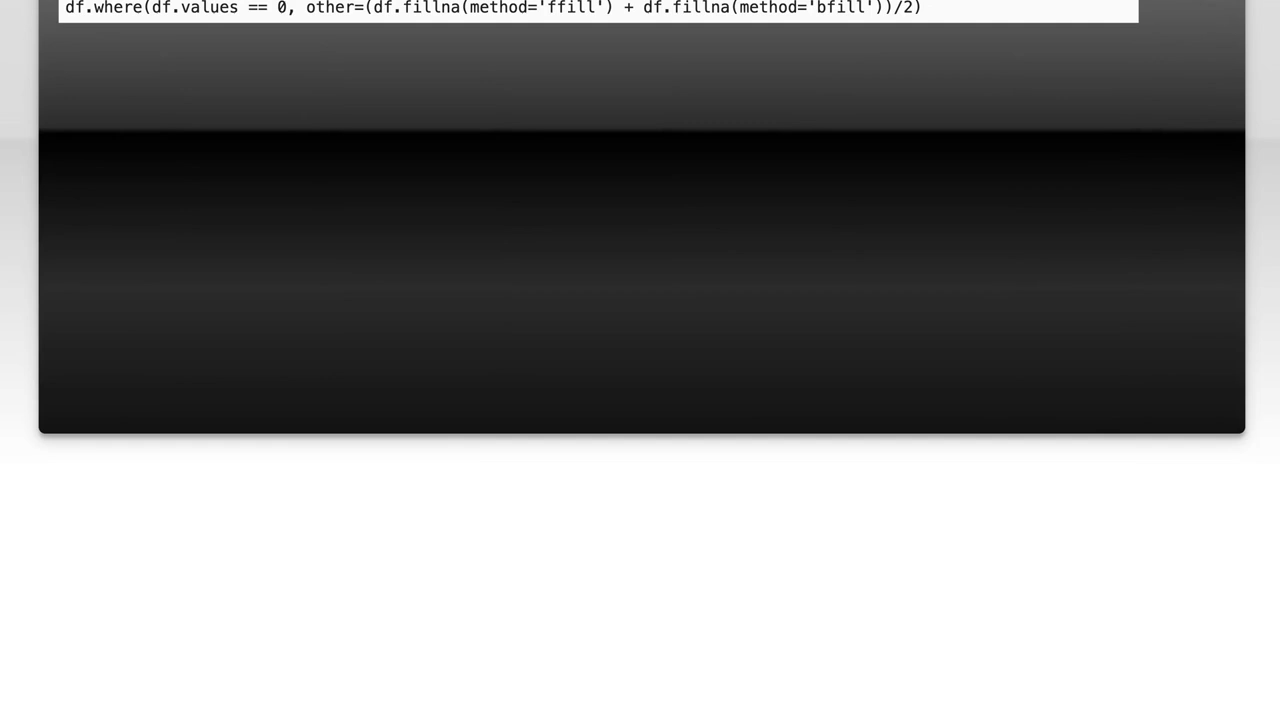 df.where(df.values == 0, other=(df.fillna(method='ffill') + df.fillna(method='bfill'))/2)